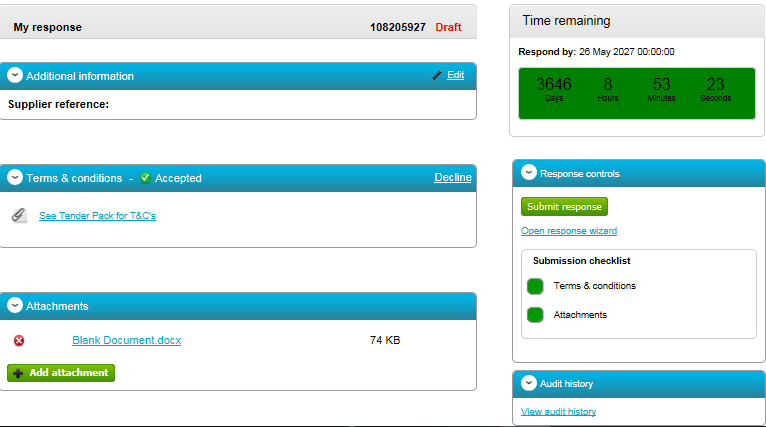 My response 108205927 Draft
Additional information Edit
Supplier reference:
Terms & conditions - Accepted Decline
See Tender Pack for T&C's
Attachments
Blank Document.docx 74 KB
Add attachment
Time remaining
Respond by: 26 May 2027 00:00:00
3646 8 53 23
Days Hours Minutes Seconds
Response controls
Submit response
Open response wizard
Submission checklist
Terms & conditions
Attachments
Audit history
View audit history